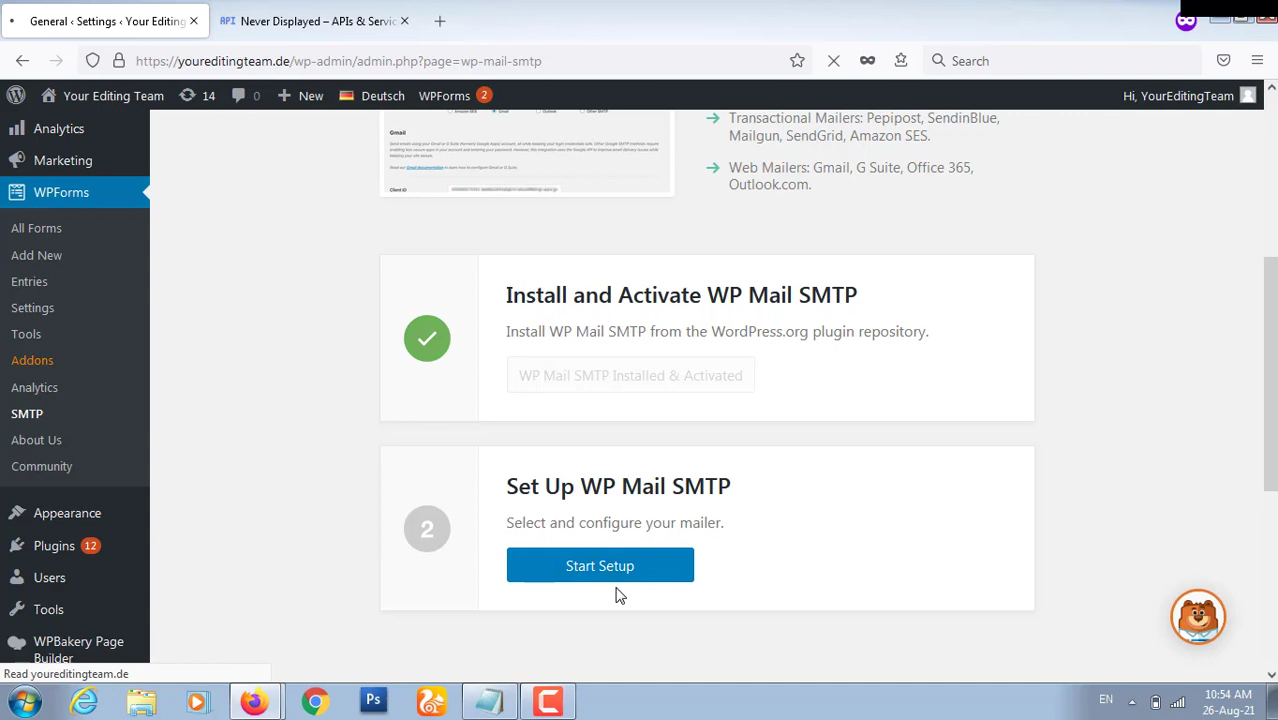 General ‹ Settings ‹ Your Editing
API Never Displayed – APIs & Servic
https://youreditingteam.de/wp-admin/admin.php?page=wp-mail-smtp
Search
Your Editing Team
14
0
New
Deutsch
WPForms 2
Hi, YourEditingTeam
Analytics
Marketing
WPForms
All Forms
Add New
Entries
Settings
Tools
Addons
Analytics
SMTP
About Us
Community
Appearance
Plugins 12
Users
Tools
WPBakery Page
Builder
Gmail
Client ID
Transactional Mailers: Pepipost, SendinBlue,
Mailgun, SendGrid, Amazon SES.
Web Mailers: Gmail, G Suite, Office 365,
Outlook.com.
Install and Activate WP Mail SMTP
Install WP Mail SMTP from the WordPress.org plugin repository.
WP Mail SMTP Installed & Activated
2
Set Up WP Mail SMTP
Select and configure your mailer.
Start Setup
Read youreditingteam.de
Ps
EN
10:54 AM
26-Aug-21